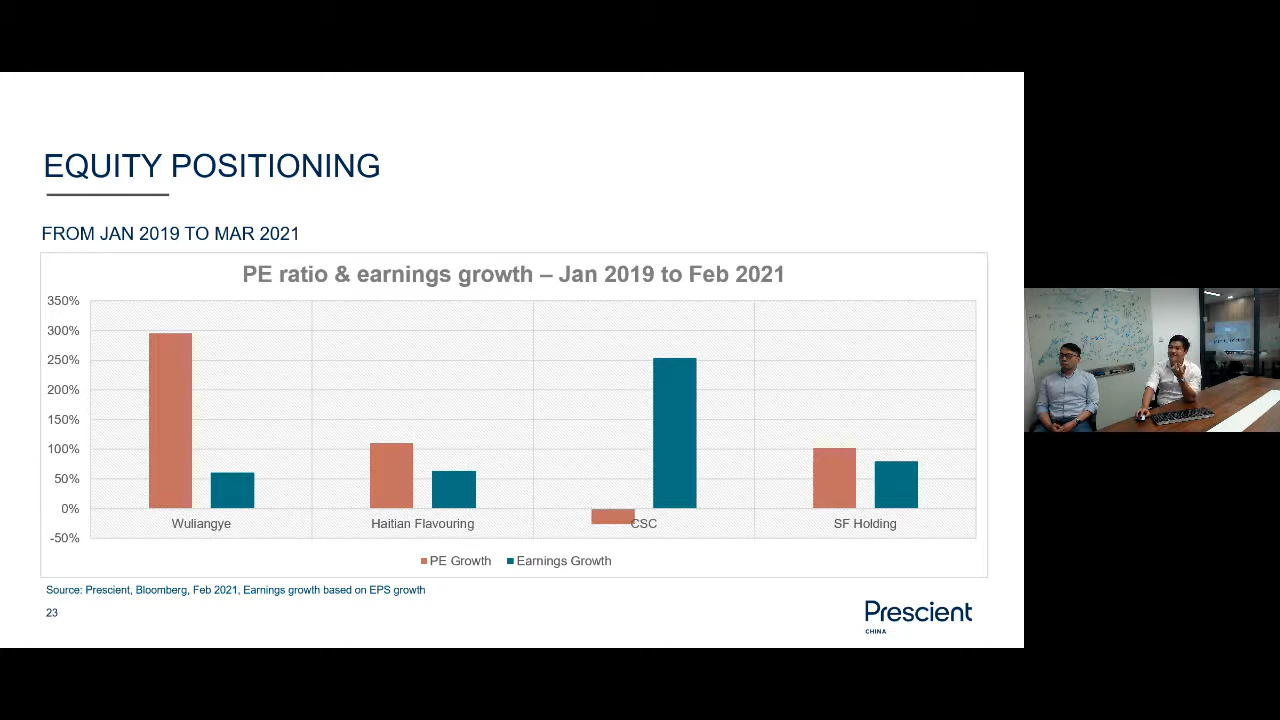 EQUITY POSITIONING
FROM JAN 2019 TO MAR 2021
PE ratio & earnings growth – Jan 2019 to Feb 2021
350%
300%
250%
200%
150%
100%
50%
0%
-50%
Wuliangye
Haitian Flavouring
CSC
SF Holding
PE Growth
Earnings Growth
Source: Prescient, Bloomberg, Feb 2021, Earnings growth based on EPS growth
23
Prescient
CHINA